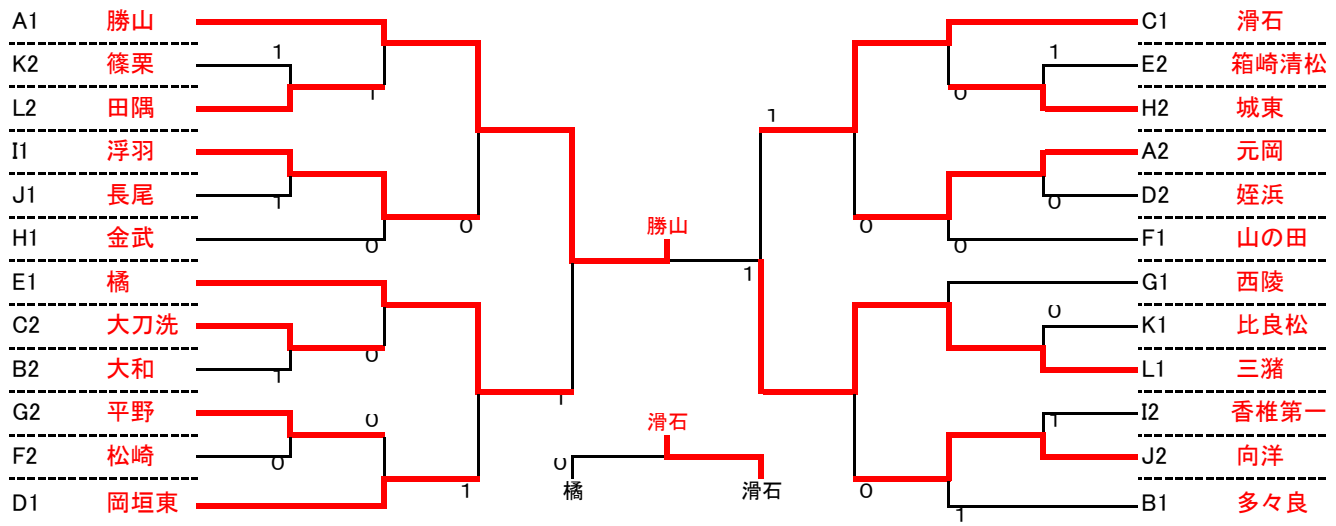 A1 勝山
1
K2 篠栗
1
L2 田隈
I1 浮羽
J1 長尾
1
H1 金武
0
0
E1 橘
C2 大刀洗
0
B2 大和
1
G2 平野
0
F2 松崎
0
D1 岡垣東
1
1
勝山
1
滑石
0
橘 滑石
C1 滑石
1
E2 箱崎清松
0
H2 城東
1
A2 元岡
D2 姪浜
0
0
F1 山の田
0
G1 西陵
0
K1 比良松
L1 三潴
I2 香椎第一
1
J2 向洋
0
B1 多々良
1